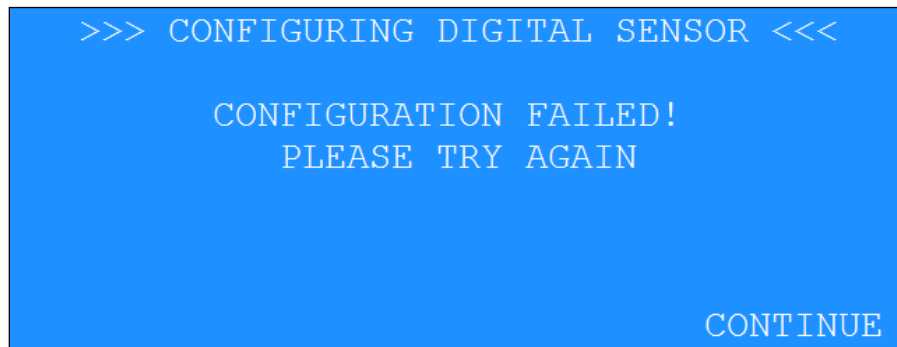 >>> CONFIGURING DIGITAL SENSOR <<<
CONFIGURATION FAILED!
PLEASE TRY AGAIN
CONTINUE